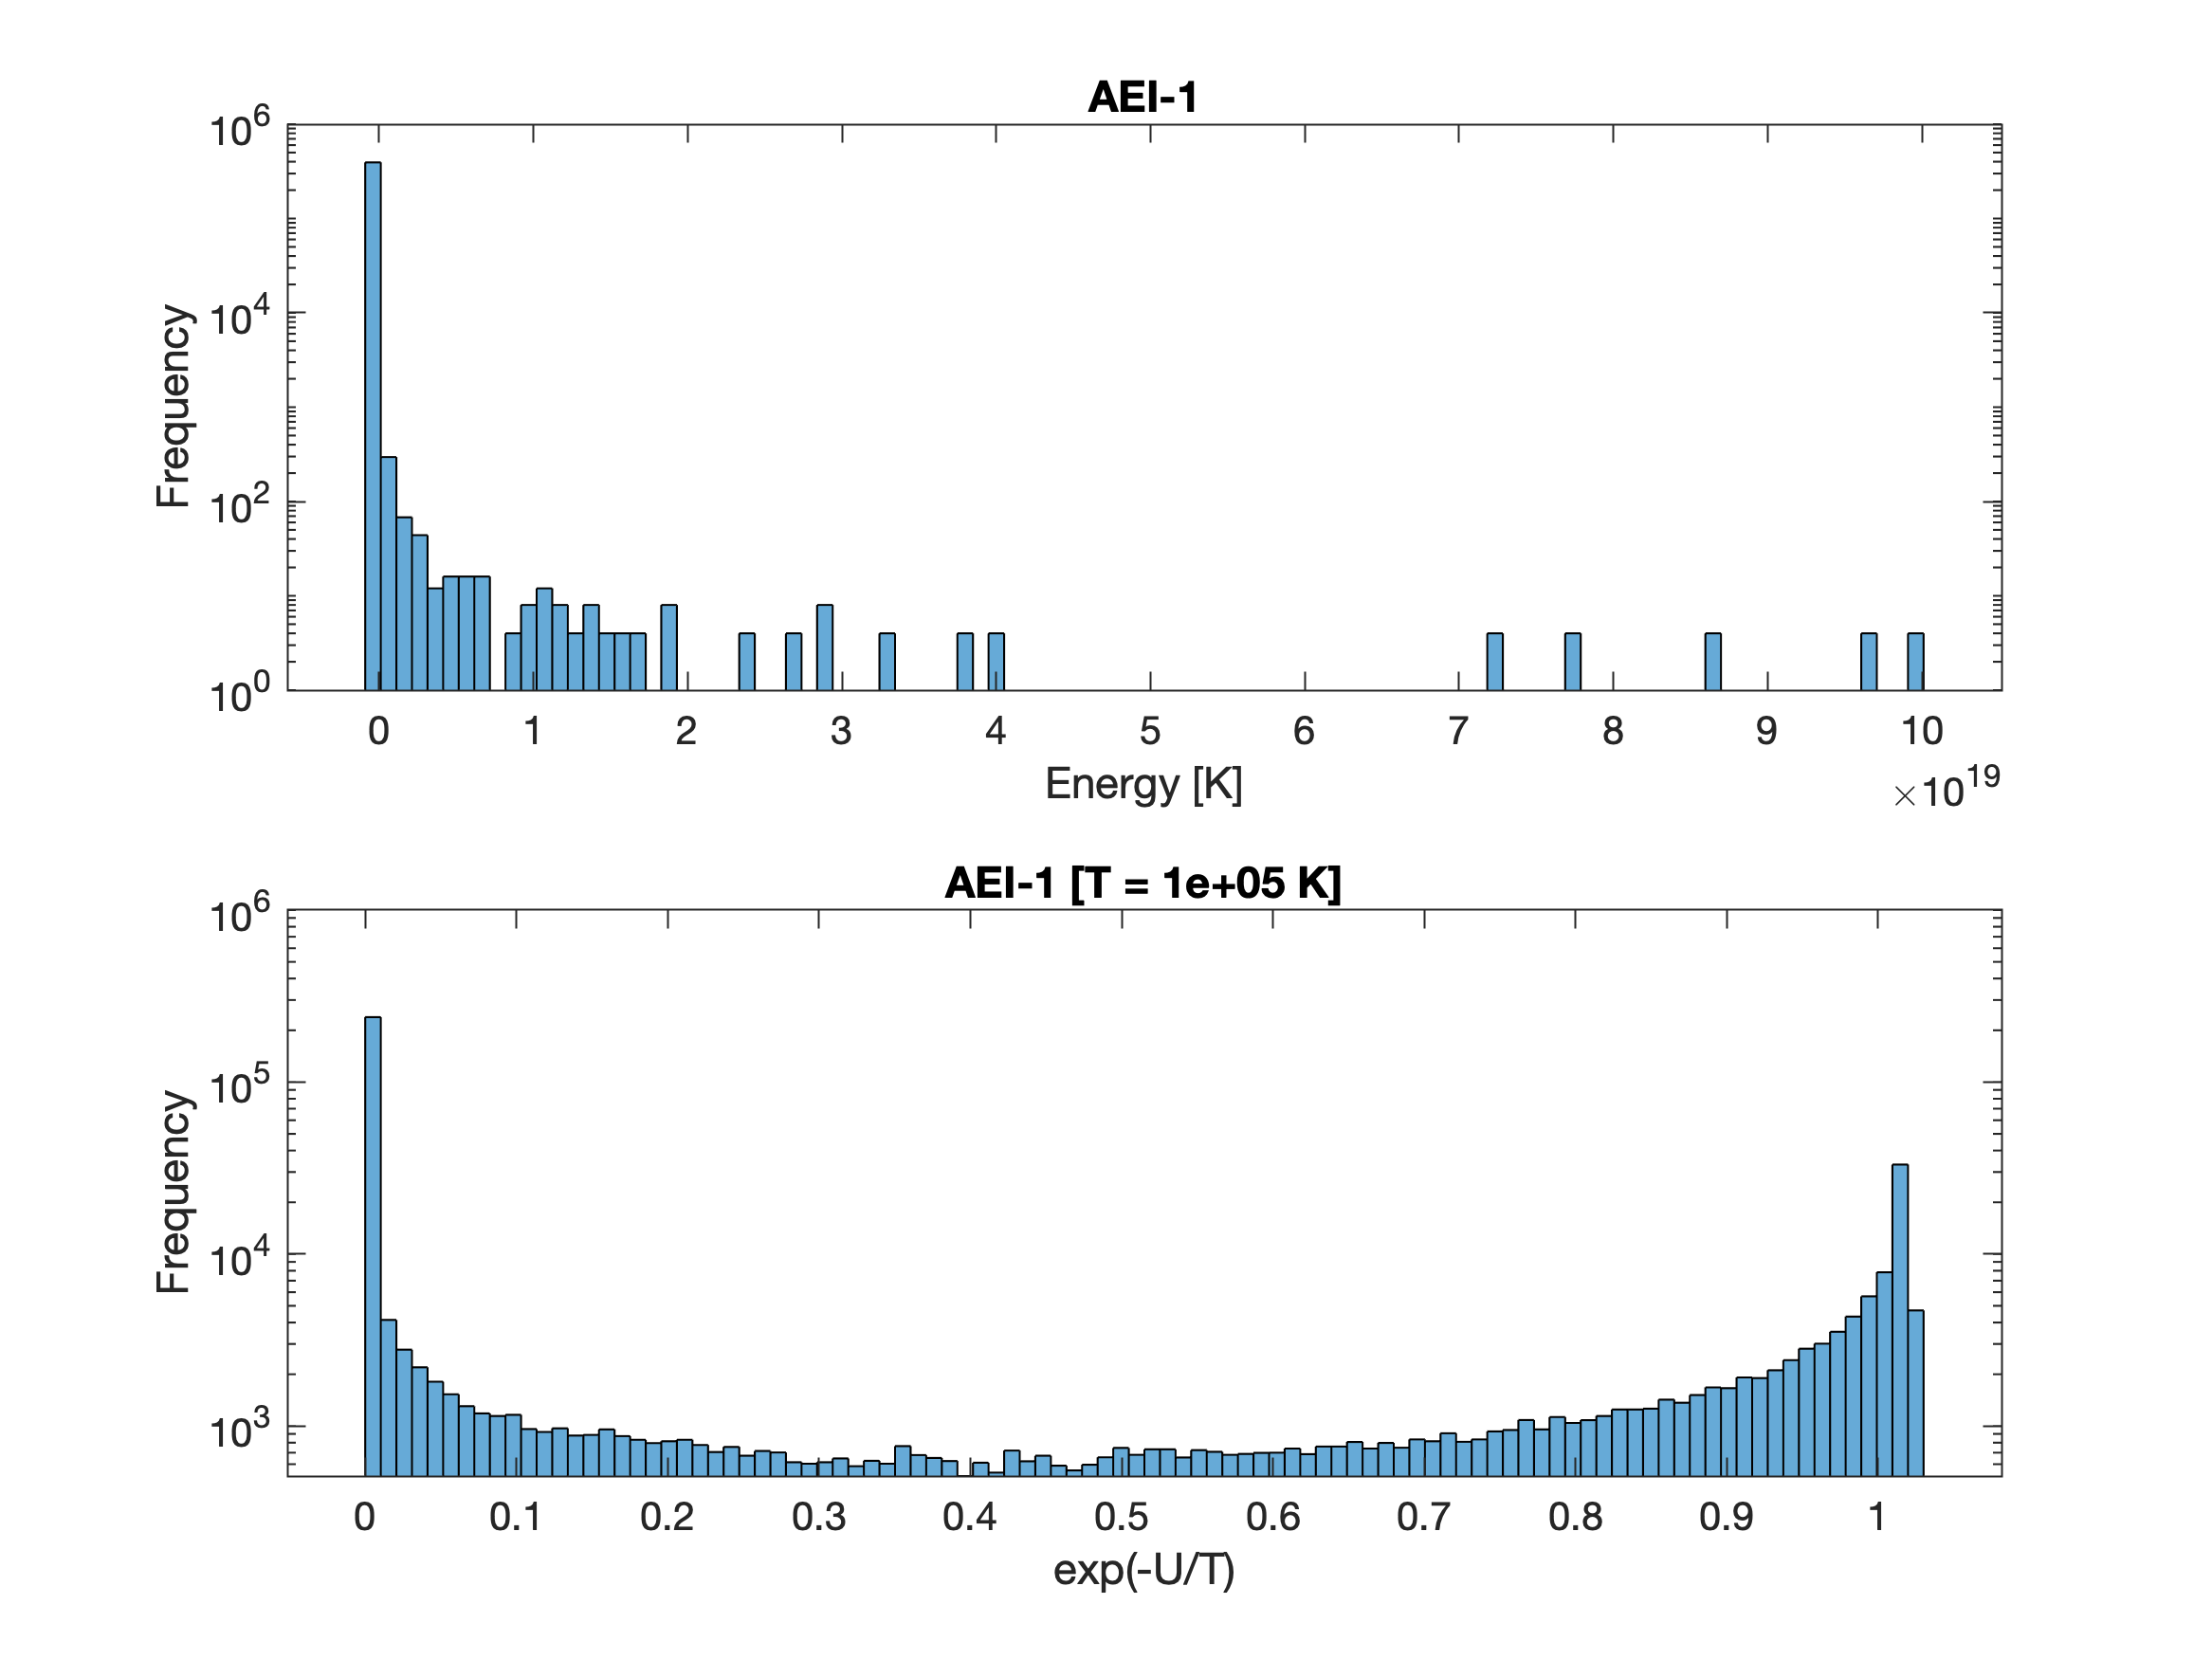 AEI-1
10^6
10^4
10^2
10^0
Frequency
0 1 2 3 4 5 6 7 8 9 10
Energy [K]
×10^19
AEI-1 [T = 1e+05 K]
10^6
10^5
10^4
10^3
Frequency
0 0.1 0.2 0.3 0.4 0.5 0.6 0.7 0.8 0.9 1
exp(-U/T)